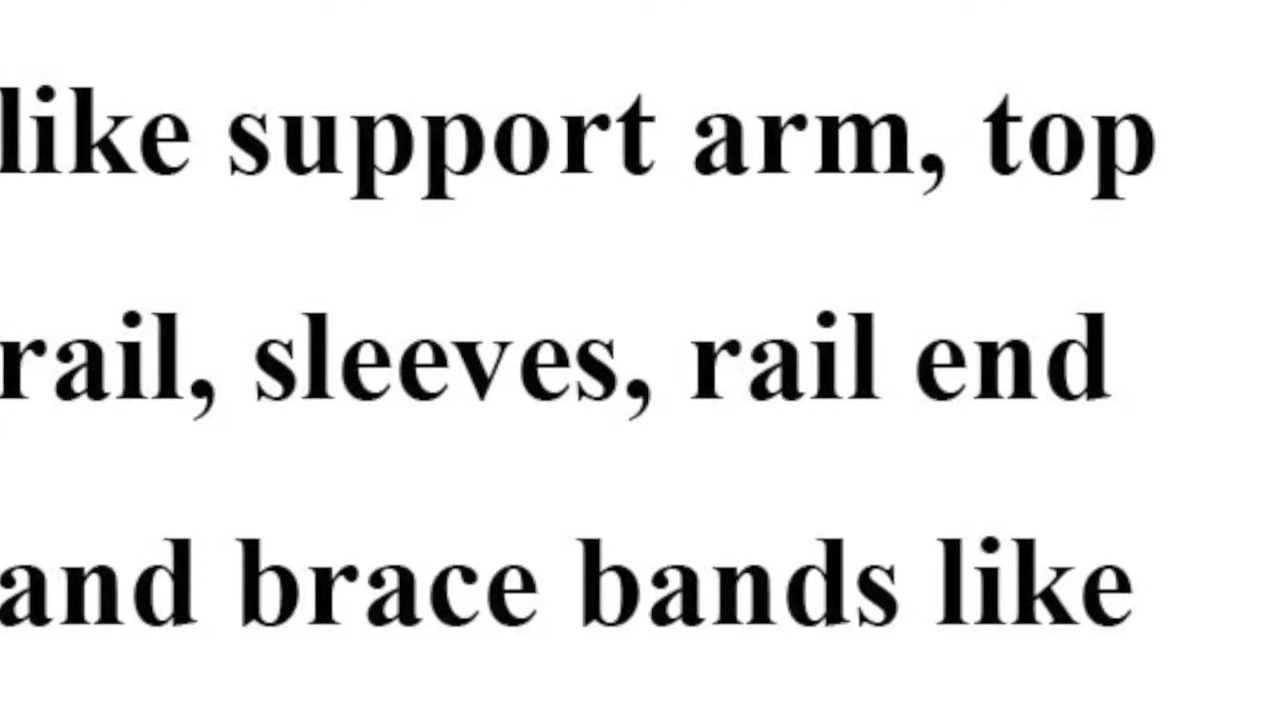 like support arm, top
rail, sleeves, rail end
and brace bands like